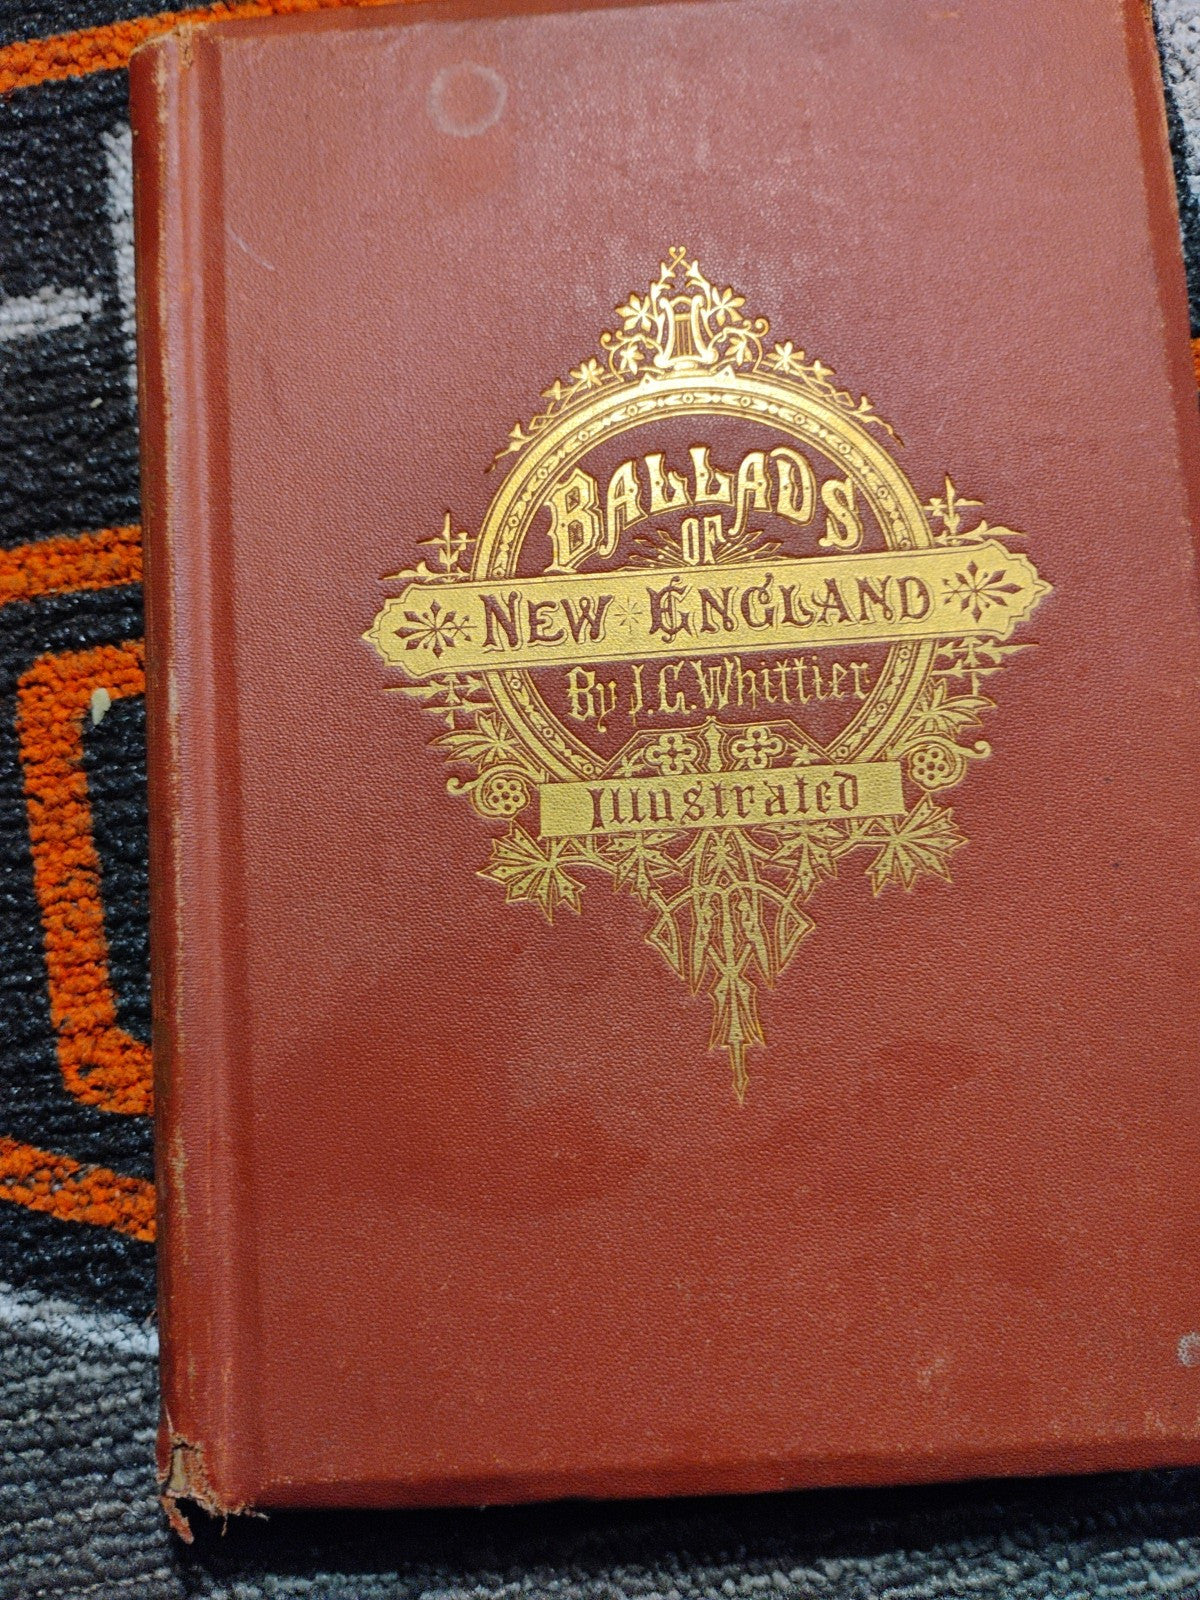 BALLADS
OF
NEW ENGLAND
By J.G. Whittier
Illustrated